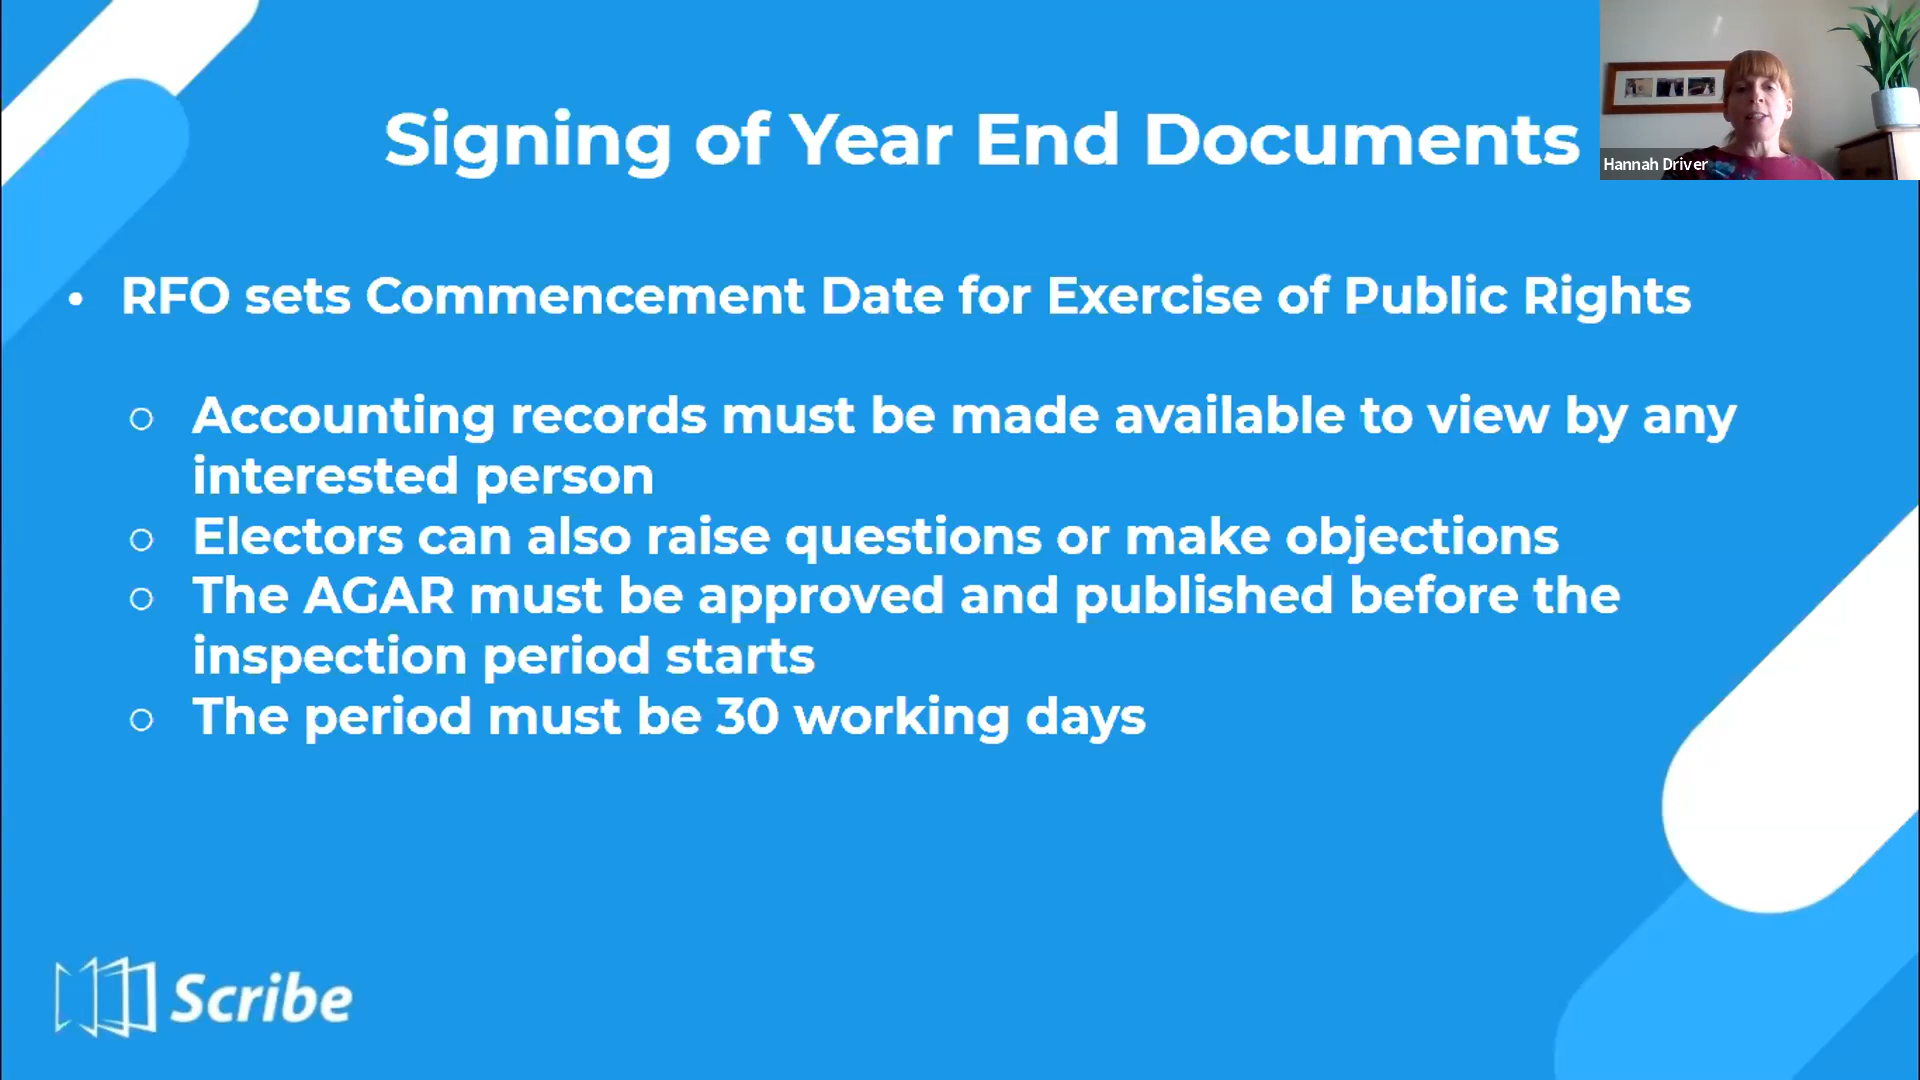 Signing of Year End Documents
Hannah Driver
• RFO sets Commencement Date for Exercise of Public Rights
○ Accounting records must be made available to view by any
interested person
○ Electors can also raise questions or make objections
○ The AGAR must be approved and published before the
inspection period starts
○ The period must be 30 working days
Scribe